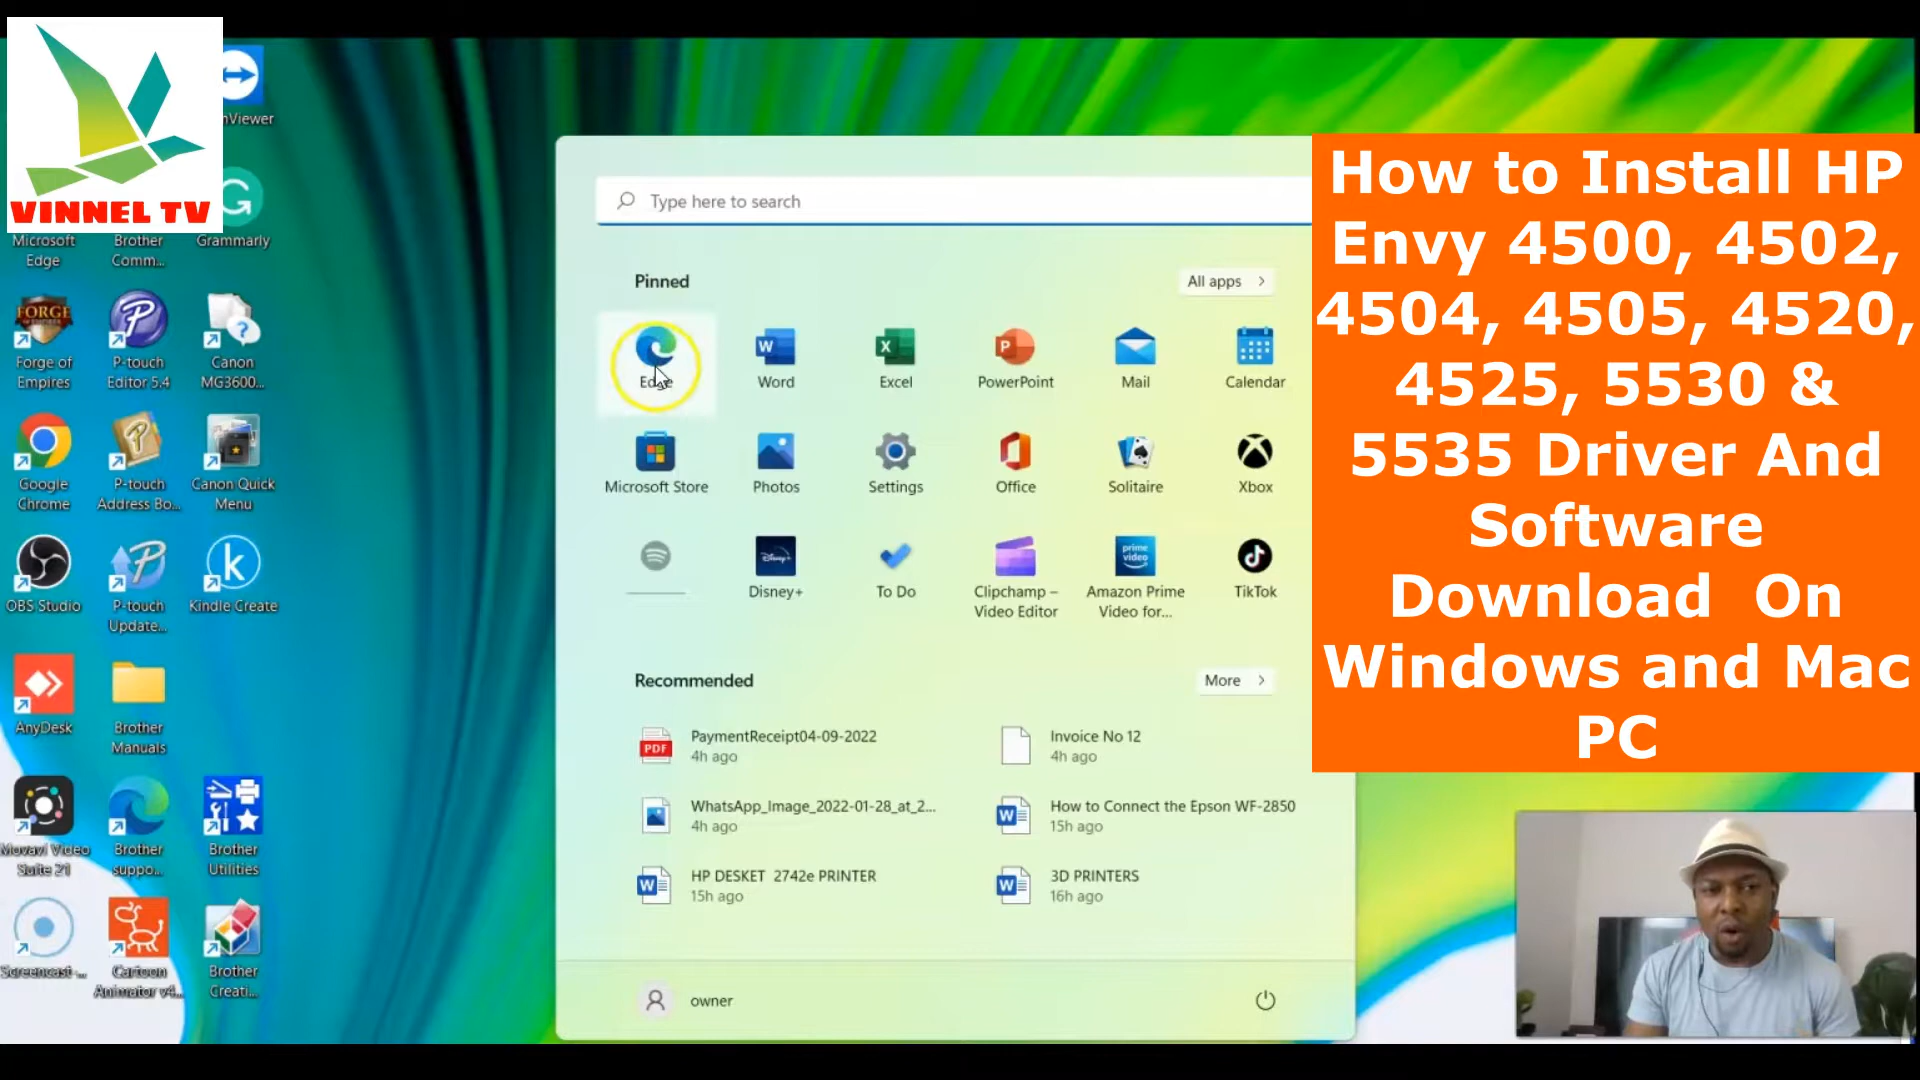 VINNEL TV
nViewer
Microsoft
Edge
Brother
Comm...
Grammarly
Forge of
Empires
P-touch
Editor 5.4
Canon
MG3600...
Google
Chrome
P-touch
Address Bo...
Canon Quick
Menu
OBS Studio
P-touch
Update...
Kindle Create
AnyDesk
Brother
Manuals
Movavi Video
Suite 21
Brother
suppo...
Brother
Utilities
Screencast-...
Cartoon
Animator v4...
Brother
Creati...
FORGE
OF
EMPIRES
Type here to search
Pinned
All apps
Edge
Word
Excel
PowerPoint
Mail
Calendar
Microsoft Store
Photos
Settings
Office
Solitaire
Xbox
Disney+
Disney+
To Do
Clipchamp –
Video Editor
prime
video
Amazon Prime
Video for...
TikTok
Recommended
More
PDF
PaymentReceipt04-09-2022
4h ago
Invoice No 12
4h ago
WhatsApp_Image_2022-01-28_at_2...
4h ago
How to Connect the Epson WF-2850
15h ago
HP DESKET 2742e PRINTER
15h ago
3D PRINTERS
16h ago
owner
How to Install HP
Envy 4500, 4502,
4504, 4505, 4520,
4525, 5530 &
5535 Driver And
Software
Download On
Windows and Mac
PC